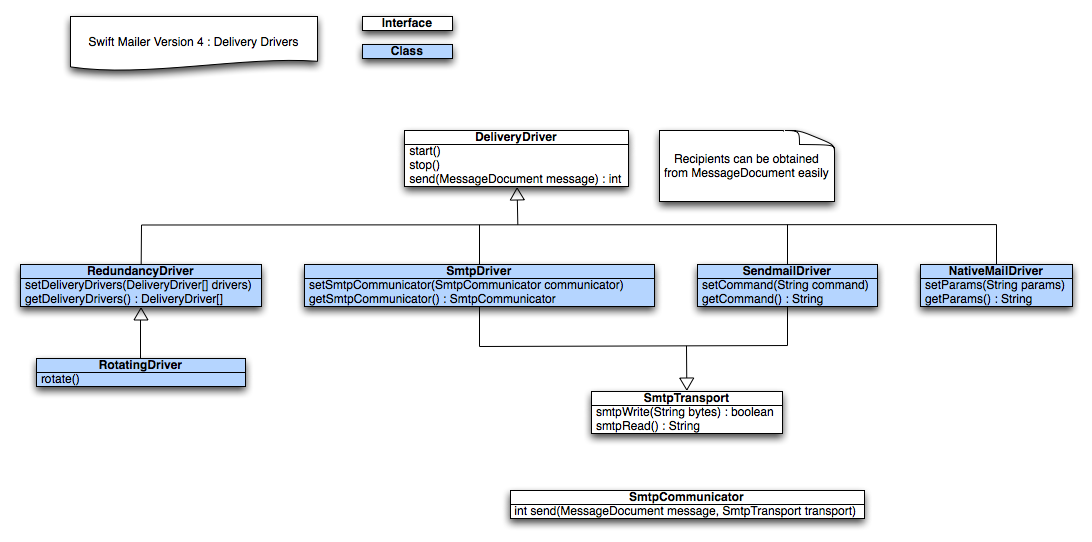 Swift Mailer Version 4 : Delivery Drivers
Interface
Class
DeliveryDriver
start()
stop()
send(MessageDocument message) : int
Recipients can be obtained
from MessageDocument easily
RedundancyDriver
setDeliveryDrivers(DeliveryDriver[] drivers)
getDeliveryDrivers() : DeliveryDriver[]
SmtpDriver
setSmtpCommunicator(SmtpCommunicator communicator)
getSmtpCommunicator() : SmtpCommunicator
SendmailDriver
setCommand(String command)
getCommand() : String
NativeMailDriver
setParams(String params)
getParams() : String
RotatingDriver
rotate()
SmtpTransport
smtpWrite(String bytes) : boolean
smtpRead() : String
SmtpCommunicator
int send(MessageDocument message, SmtpTransport transport)